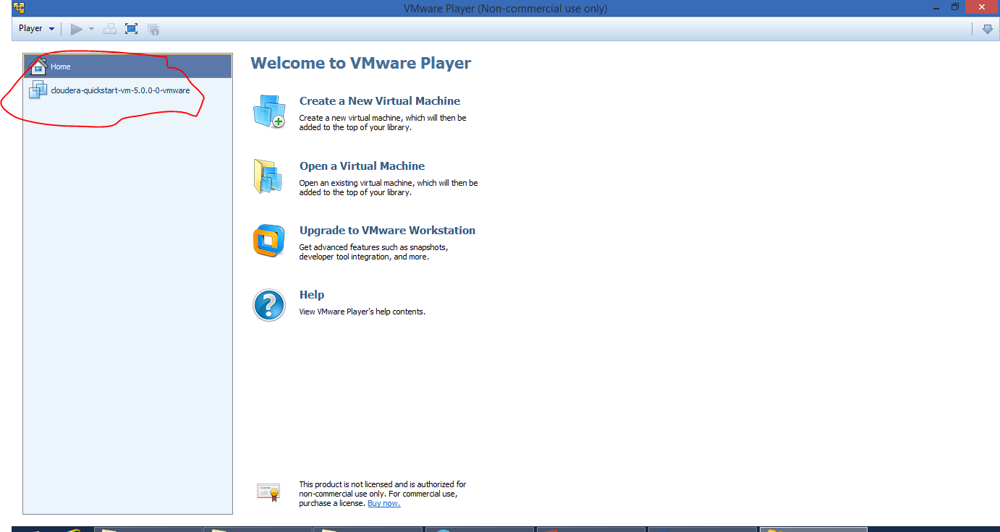 VMware Player (Non-commercial use only)
Player
Home
cloudera-quickstart-vm-5.0.0-0-vmware
Welcome to VMware Player
Create a New Virtual Machine
Create a new virtual machine, which will then be
added to the top of your library.
Open a Virtual Machine
Open an existing virtual machine, which will then be
added to the top of your library.
Upgrade to VMware Workstation
Get advanced features such as snapshots,
developer tool integration, and more.
Help
View VMware Player's help contents.
This product is not licensed and is authorized for
non-commercial use only. For commercial use,
purchase a license. Buy now.